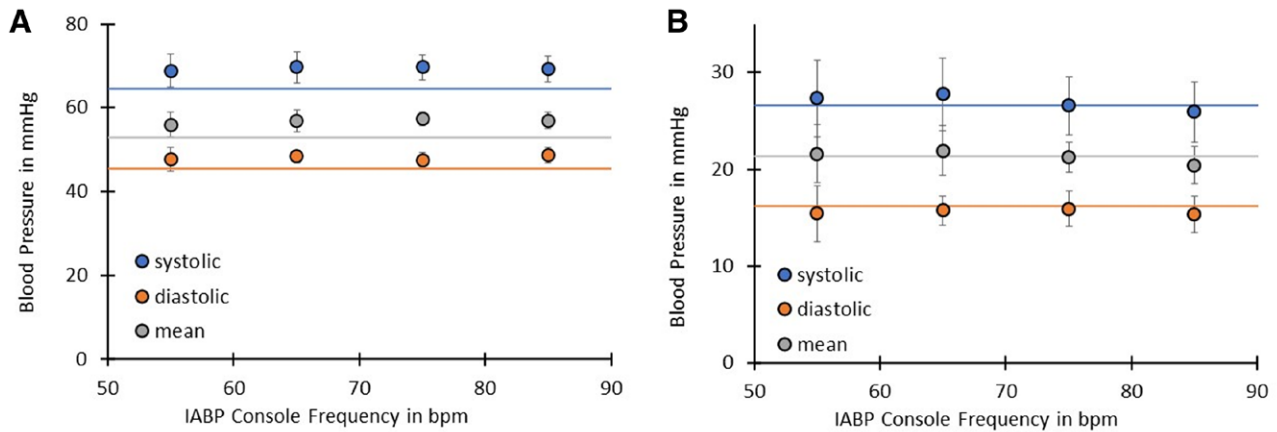 A
80
60
40
20
0
Blood Pressure in mmHg
systolic
diastolic
mean
50 60 70 80 90
IABP Console Frequency in bpm
B
30
20
10
0
Blood Pressure in mmHg
systolic
diastolic
mean
50 60 70 80 90
IABP Console Frequency in bpm